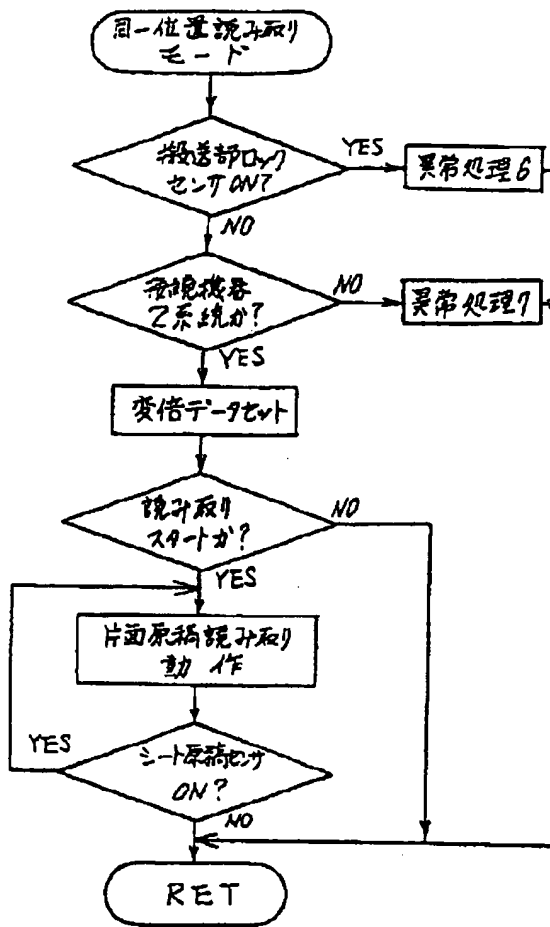 同一位置読み取り
モード
搬送部ロック
センサON?
YES
異常処理6
NO
接続機器
2系統か?
NO
異常処理7
YES
変倍データセット
読み取り
スタートか?
NO
YES
片面原稿読み取り
動作
YES
シート原稿センサ
ON?
NO
RET